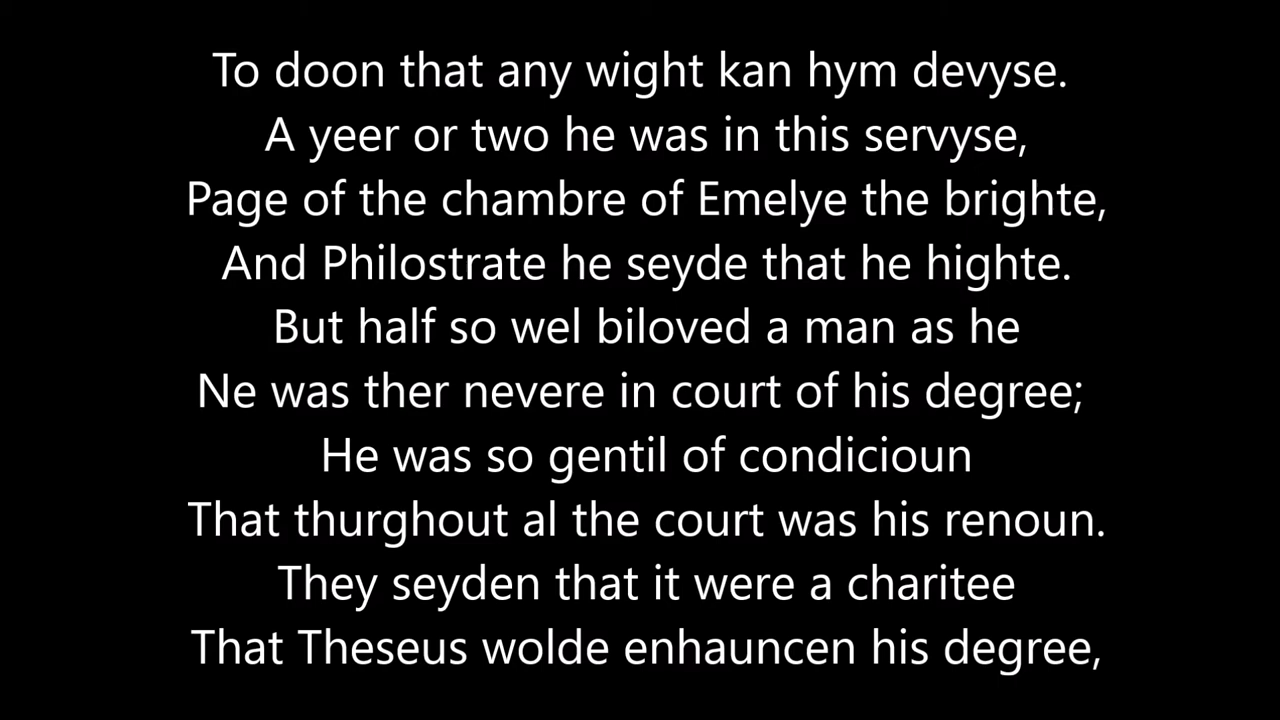 To doon that any wight kan hym devyse.
A yeer or two he was in this servyse,
Page of the chambre of Emelye the brighte,
And Philostrate he seyde that he highte.
But half so wel biloved a man as he
Ne was ther nevere in court of his degree;
He was so gentil of condicioun
That thurghout al the court was his renoun.
They seyden that it were a charitee
That Theseus wolde enhauncen his degree,